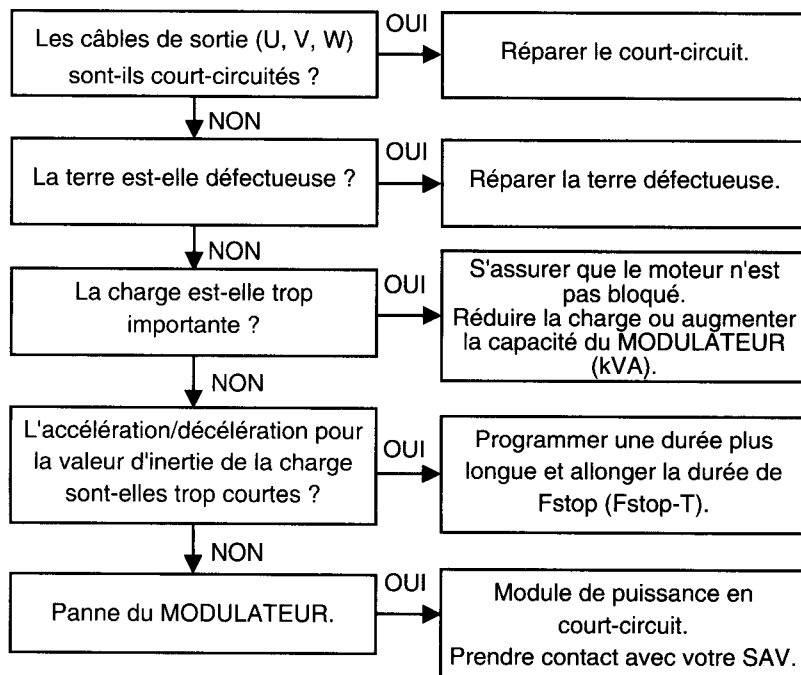 Les câbles de sortie (U, V, W)
sont-ils court-circuités ?
OUI
Réparer le court-circuit.
NON
La terre est-elle défectueuse ?
OUI
Réparer la terre défectueuse.
NON
La charge est-elle trop
importante ?
OUI
S'assurer que le moteur n'est
pas bloqué.
Réduire la charge ou augmenter
la capacité du MODULATEUR
(kVA).
NON
L'accélération/décélération pour
la valeur d'inertie de la charge
sont-elles trop courtes ?
OUI
Programmer une durée plus
longue et allonger la durée de
Fstop (Fstop-T).
NON
Panne du MODULATEUR.
OUI
Module de puissance en
court-circuit.
Prendre contact avec votre SAV.